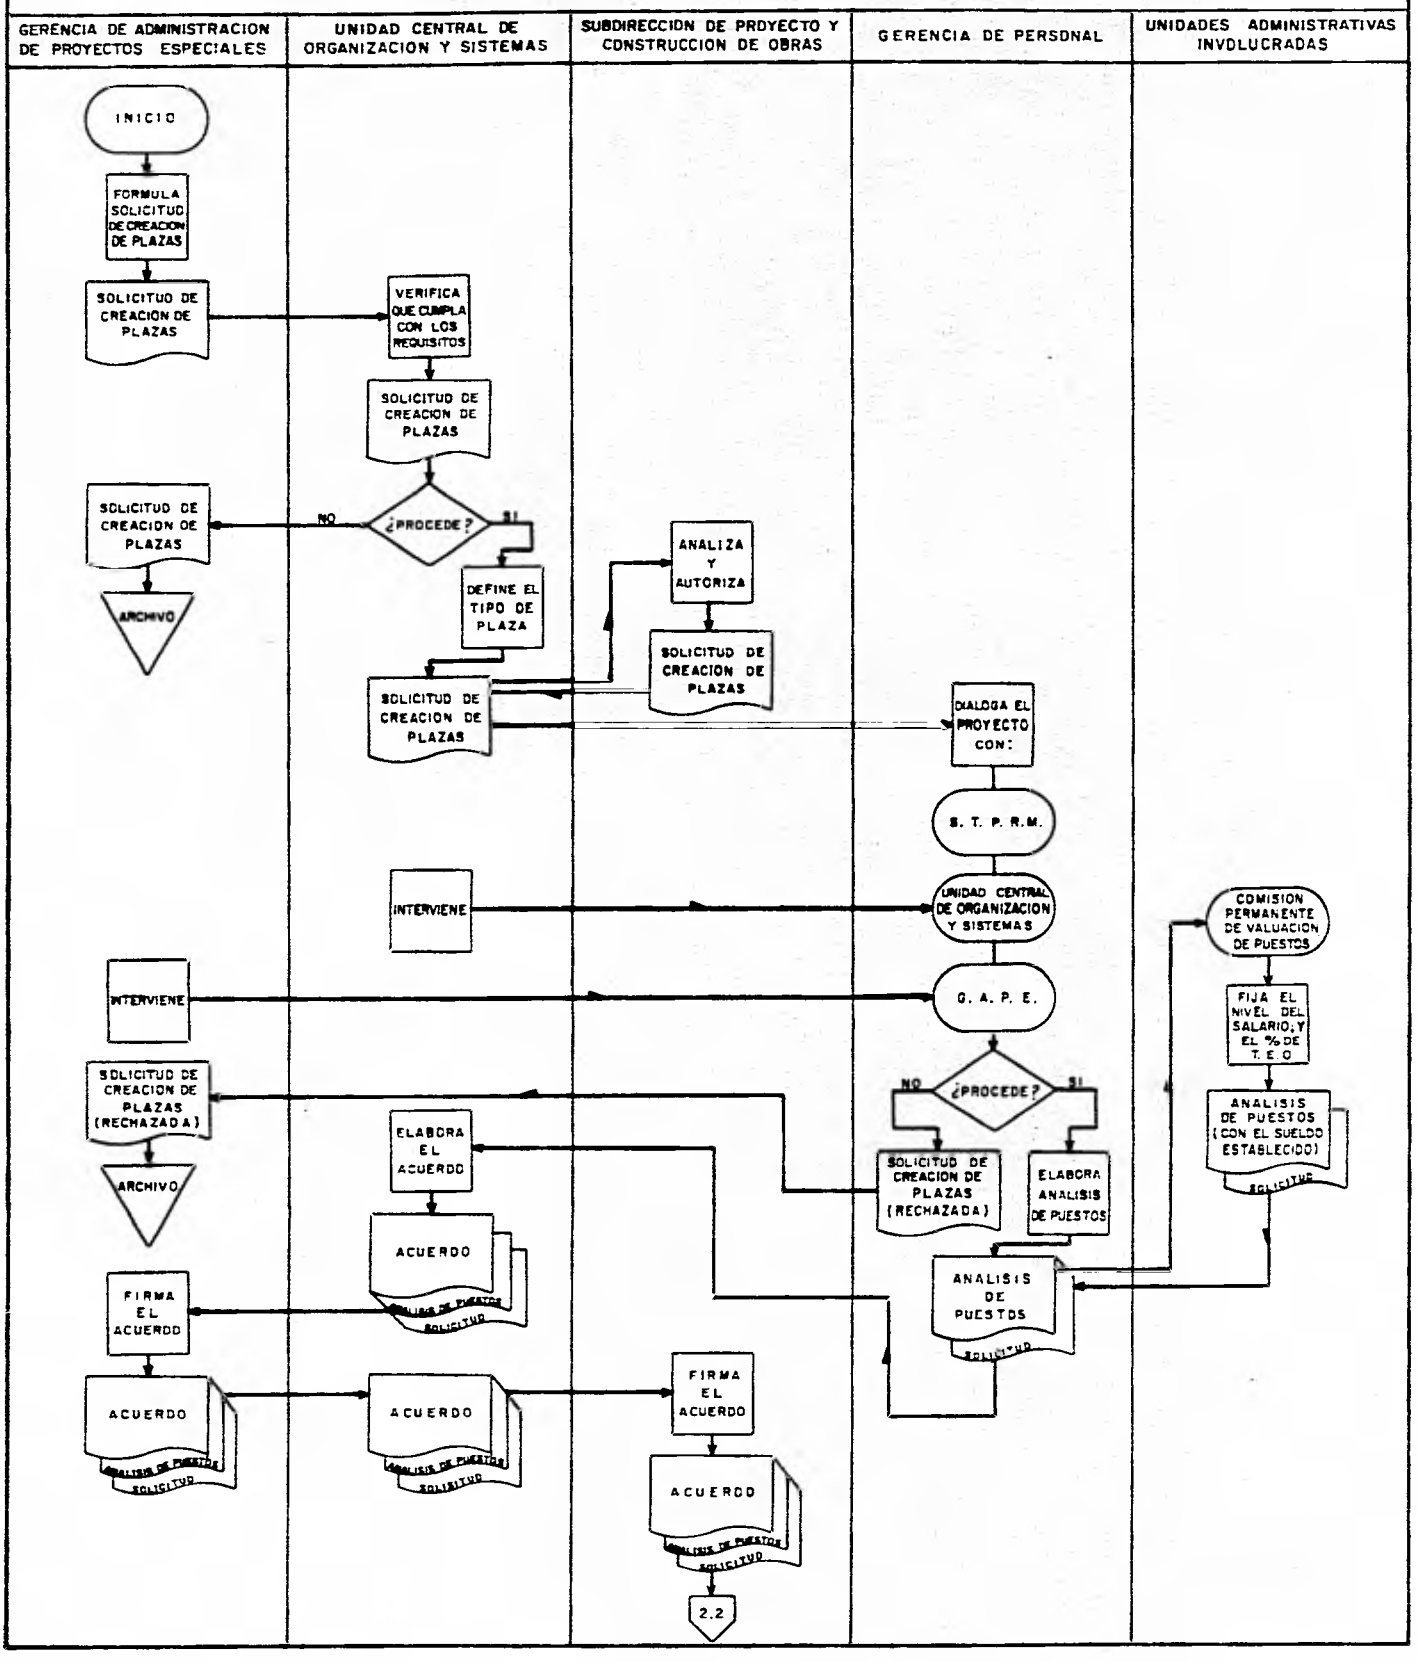 GERENCIA DE ADMINISTRACION
DE PROYECTOS ESPECIALES
UNIDAD CENTRAL DE
ORGANIZACION Y SISTEMAS
SUBDIRECCION DE PROYECTO Y
CONSTRUCCION DE OBRAS
GERENCIA DE PERSONAL
UNIDADES ADMINISTRATIVAS
INVOLUCRADAS
INICIO
FORMULA
SOLICITUD
DE CREACION
DE PLAZAS
SOLICITUD DE
CREACION DE
PLAZAS
VERIFICA
QUE CUMPLA
CON LOS
REQUISITOS
SOLICITUD DE
CREACION DE
PLAZAS
¿PROCEDE?
NO
SI
SOLICITUD DE
CREACION DE
PLAZAS
ARCHIVO
DEFINE EL
TIPO DE
PLAZA
ANALIZA
Y
AUTORIZA
SOLICITUD DE
CREACION DE
PLAZAS
SOLICITUD DE
CREACION DE
PLAZAS
DIALOGA EL
PROYECTO
CON:
S. T. P. R. M.
INTERVIENE
UNIDAD CENTRAL
DE ORGANIZACION
Y SISTEMAS
COMISION
PERMANENTE
DE VALUACION
DE PUESTOS
INTERVIENE
G. A. P. E.
FIJA EL
NIVEL DEL
SALARIO; Y
EL % DE
T. E. O
¿PROCEDE?
NO
SI
SOLICITUD DE
CREACION DE
PLAZAS
(RECHAZADA)
ARCHIVO
ELABORA
EL
ACUERDO
SOLICITUD DE
CREACION DE
PLAZAS
(RECHAZADA)
ELABORA
ANALISIS
DE PUESTOS
ANALISIS
DE PUESTOS
(CON EL SUELDO
ESTABLECIDO)
SOLICITUD
ACUERDO
ANALISIS DE PUESTOS
SOLICITUD
ANALISIS
DE
PUESTOS
SOLICITUD
FIRMA
EL
ACUERDO
ACUERDO
ANALISIS DE PUESTOS
SOLICITUD
ACUERDO
ANALISIS DE PUESTOS
SOLISITUD
FIRMA
EL
ACUERDO
ACUERDO
ANALISIS DE PUESTOS
SOLICITUD
2.2